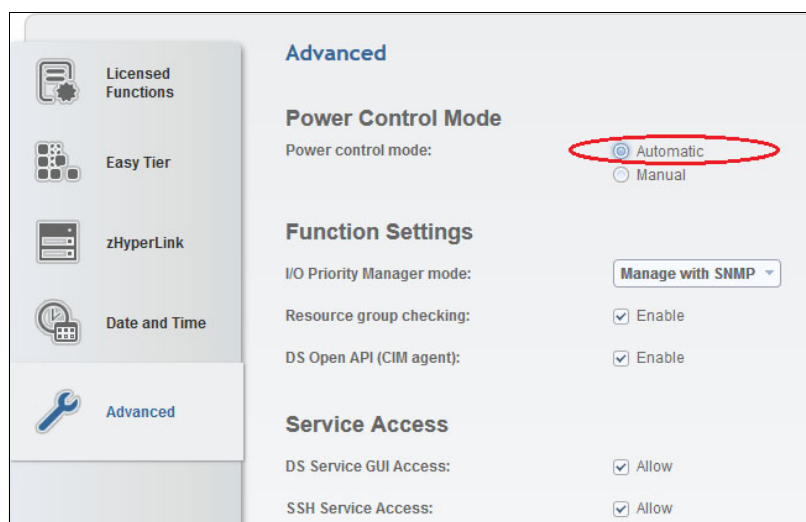 Licensed
Functions
Easy Tier
zHyperLink
Date and Time
Advanced
Advanced
Power Control Mode
Power control mode: Automatic
Manual
Function Settings
I/O Priority Manager mode: Manage with SNMP
Resource group checking: Enable
DS Open API (CIM agent): Enable
Service Access
DS Service GUI Access: Allow
SSH Service Access: Allow